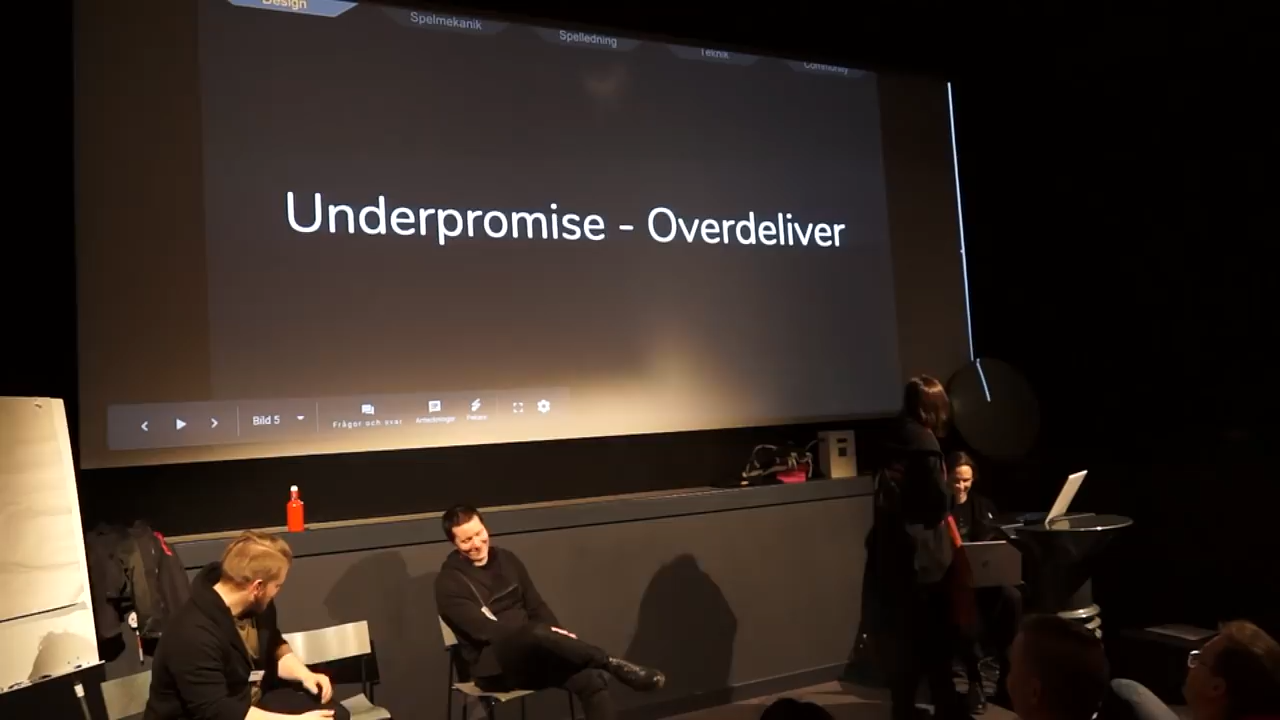 Design
Spelmekanik
Spelledning
Teknik
Community
Underpromise - Overdeliver
Bild 5
Frågor och svar
Anteckningar